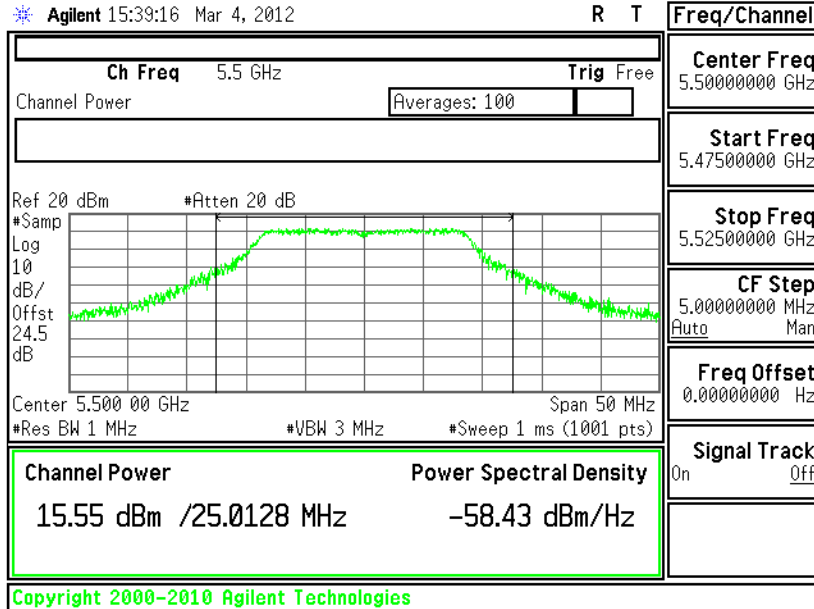 Agilent 15:39:16 Mar 4, 2012 R T
Freq/Channel
Ch Freq 5.5 GHz Trig Free
Channel Power Averages: 100
Ref 20 dBm #Atten 20 dB
#Samp
Log
10
dB/
Offst
24.5
dB
Center 5.500 00 GHz Span 50 MHz
#Res BW 1 MHz #VBW 3 MHz #Sweep 1 ms (1001 pts)
Channel Power Power Spectral Density
15.55 dBm /25.0128 MHz -58.43 dBm/Hz
Center Freq
5.50000000 GHz
Start Freq
5.47500000 GHz
Stop Freq
5.52500000 GHz
CF Step
5.00000000 MHz
Auto Man
Freq Offset
0.00000000 Hz
Signal Track
On Off
Copyright 2000-2010 Agilent Technologies